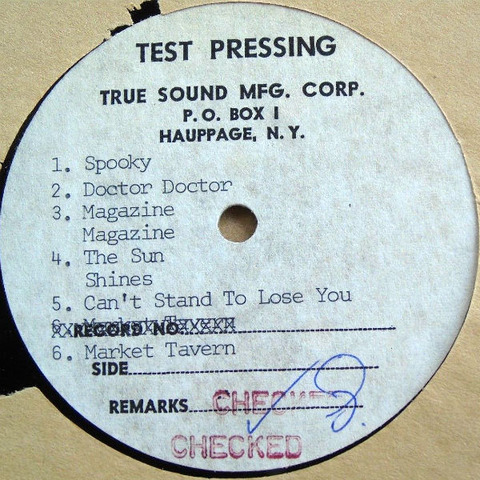 TEST PRESSING
TRUE SOUND MFG. CORP.
P.O. BOX 1
HAUPPAGE, N.Y.
1. Spooky
2. Doctor Doctor
3. Magazine
Magazine
4. The Sun
Shines
5. Can't Stand To Lose You
RECORD NO.
6. Market Tavern
SIDE
REMARKS CHECKED
CHECKED